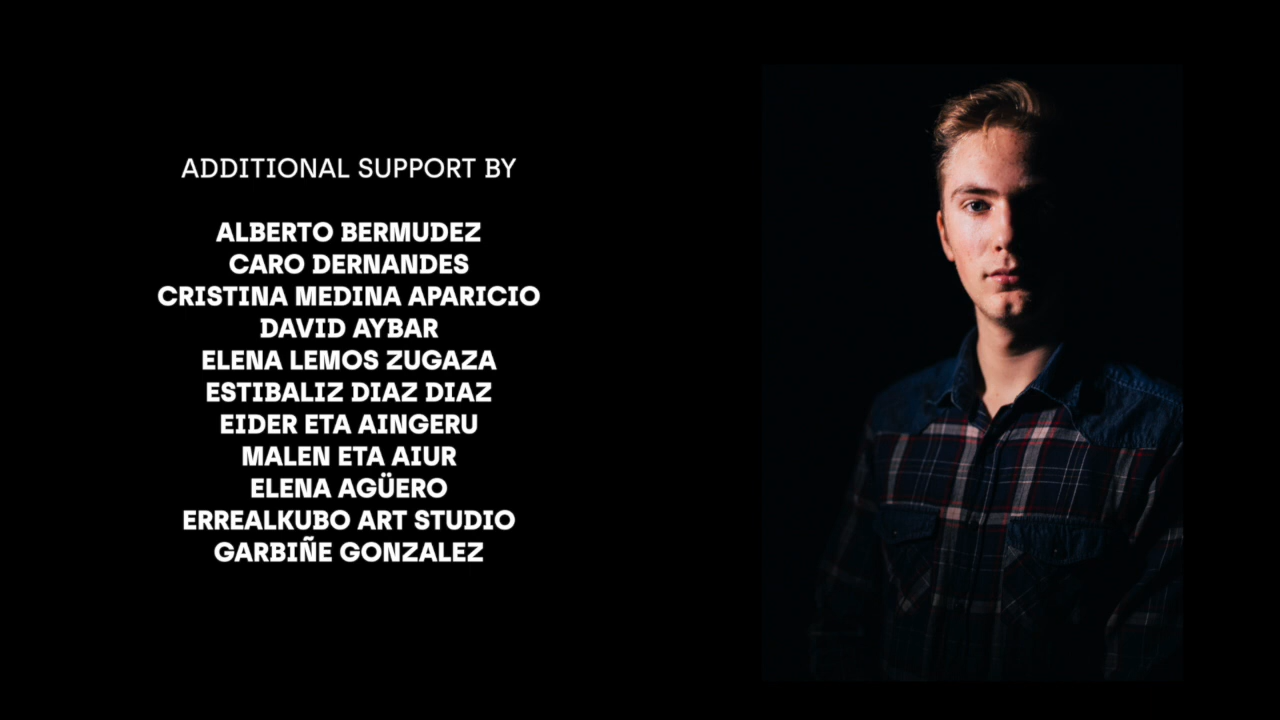 ADDITIONAL SUPPORT BY
ALBERTO BERMUDEZ
CARO DERNANDES
CRISTINA MEDINA APARICIO
DAVID AYBAR
ELENA LEMOS ZUGAZA
ESTIBALIZ DIAZ DIAZ
EIDER ETA AINGERU
MALEN ETA AIUR
ELENA AGÜERO
ERREALKUBO ART STUDIO
GARBIÑE GONZALEZ